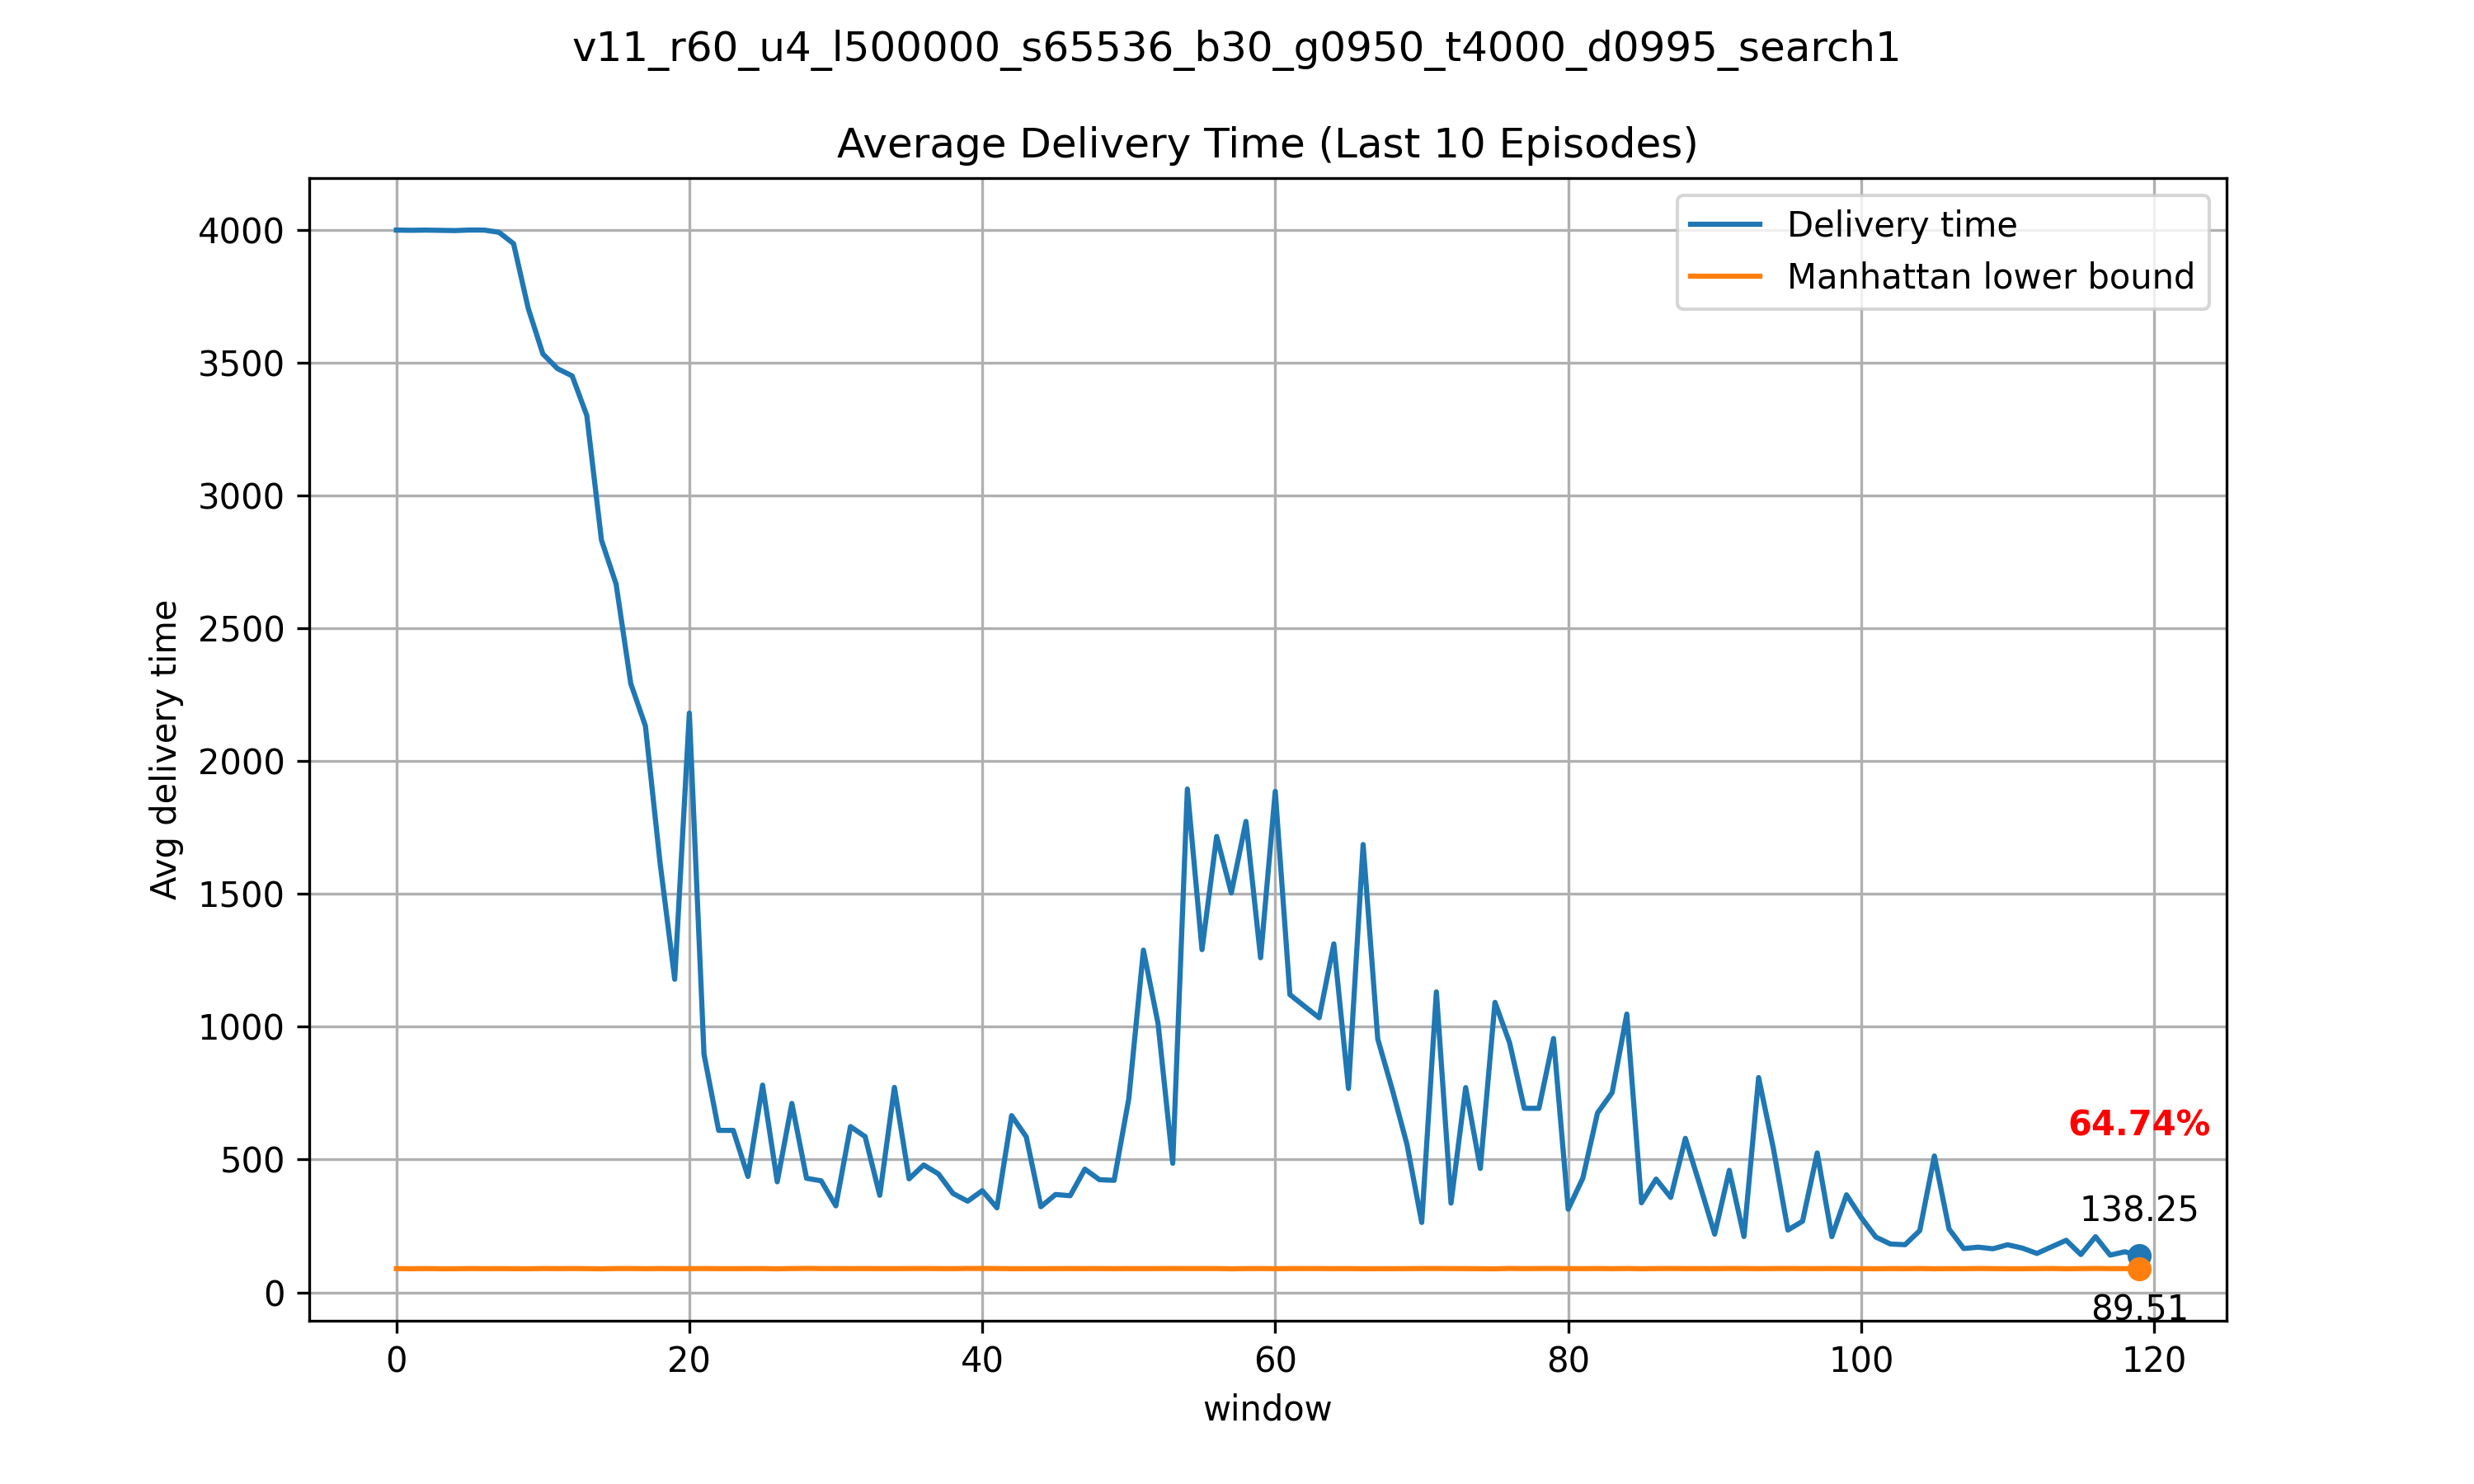 v11_r60_u4_l500000_s65536_b30_g0950_t4000_d0995_search1
Average Delivery Time (Last 10 Episodes)
Delivery time
Manhattan lower bound
4000
3500
3000
2500
2000
1500
1000
500
0
Avg delivery time
64.74%
138.25
89.51
0 20 40 60 80 100 120
window